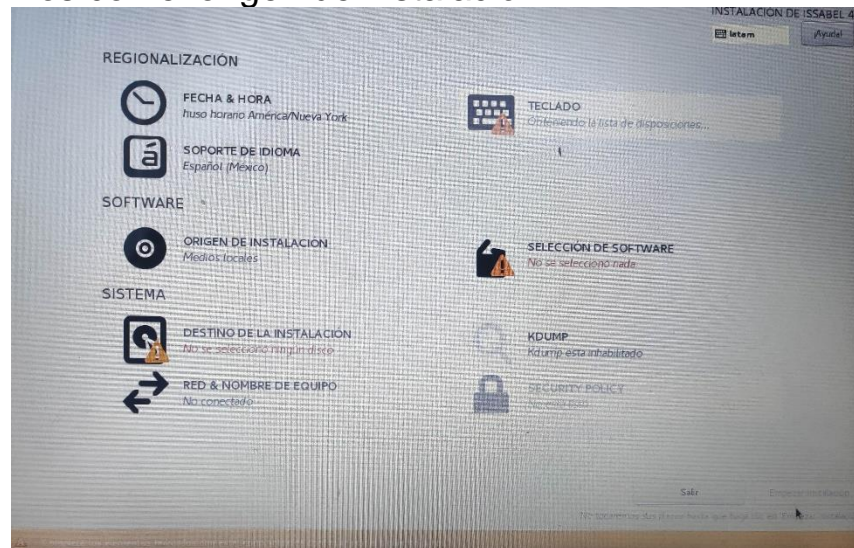 INSTALACIÓN DE ISSABEL 4
latam
¡Ayuda!
REGIONALIZACIÓN
FECHA & HORA
huso horario América/Nueva York
TECLADO
Obteniendo la lista de disposiciones...
SOPORTE DE IDIOMA
Español (México)
SOFTWARE
ORIGEN DE INSTALACIÓN
Medios locales
SELECCIÓN DE SOFTWARE
No se seleccionó nada
SISTEMA
DESTINO DE LA INSTALACIÓN
No se seleccionó ningún disco
KDUMP
Kdump esta inhabilitado
RED & NOMBRE DE EQUIPO
No conectado
SECURITY POLICY
Salir
Empezar instalación